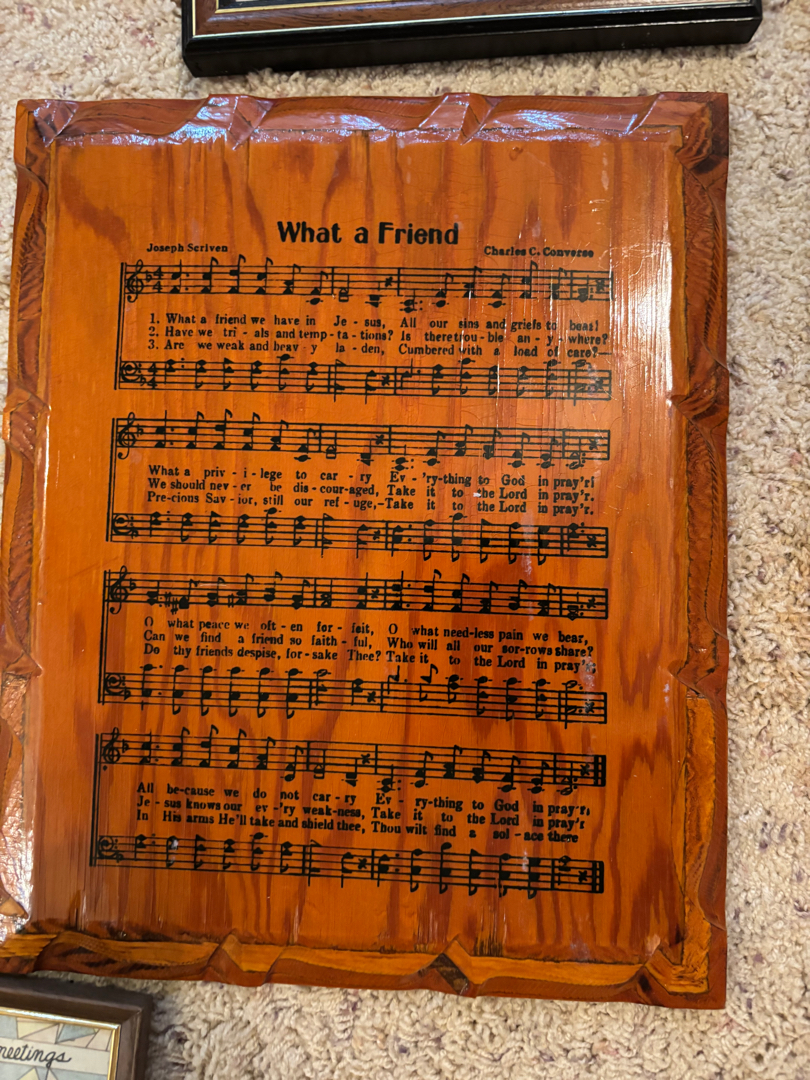 What a Friend
Joseph Scriven
Charles C. Converse
1. What a friend we have in Je - sus, All our sins and griefs to bear!
2. Have we tri - als and temp - ta - tions? Is there trou - ble an - y - where?
3. Are we weak and heav - y la - den, Cumbered with a load of care?
What a priv - i - lege to car - ry Ev - 'ry-thing to God in pray'r!
We should nev - er be dis - cour-aged, Take it to the Lord in pray'r.
Pre-cious Sav - ior, still our ref - uge,-Take it to the Lord in pray'r.
O what peace we oft - en for - feit, O what need-less pain we bear,
Can we find a friend so faith - ful, Who will all our sor-rows share?
Do thy friends despise, for-sake Thee? Take it to the Lord in pray'r;
All be-cause we do not car - ry Ev - ry-thing to God in pray'r;
Je - sus knows our ev -'ry weak-ness, Take it to the Lord in pray'r
In His arms He'll take and shield thee, Thou wilt find a sol - ace there
neetings